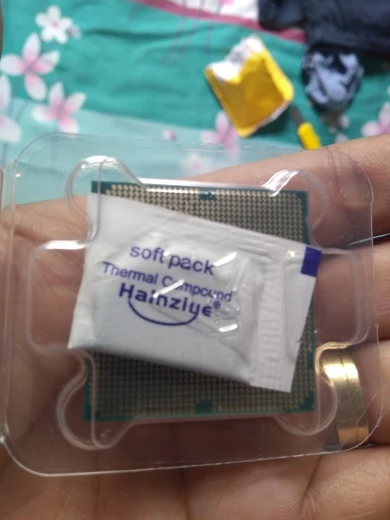 soft pack
Thermal Compound
Hainziye®